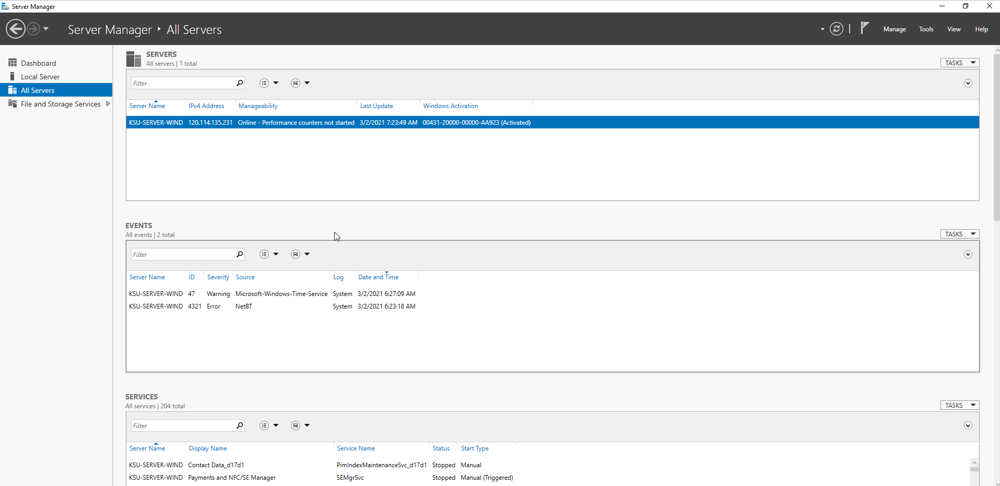 Server Manager
Server Manager ‣ All Servers
Manage Tools View Help
Dashboard
Local Server
All Servers
File and Storage Services
SERVERS
All servers | 1 total
TASKS
Filter
Server Name IPv4 Address Manageability Last Update Windows Activation
KSU-SERVER-WIND 120.114.135.231 Online - Performance counters not started 3/2/2021 7:23:49 AM 00431-20000-00000-AA923 (Activated)
EVENTS
All events | 2 total
TASKS
Filter
Server Name ID Severity Source Log Date and Time
KSU-SERVER-WIND 47 Warning Microsoft-Windows-Time-Service System 3/2/2021 6:27:09 AM
KSU-SERVER-WIND 4321 Error NetBT System 3/2/2021 6:23:18 AM
SERVICES
All services | 204 total
TASKS
Filter
Server Name Display Name Service Name Status Start Type
KSU-SERVER-WIND Contact Data_d17d1 PimIndexMaintenanceSvc_d17d1 Stopped Manual
KSU-SERVER-WIND Payments and NFC/SE Manager SEMgrSvc Stopped Manual (Triggered)